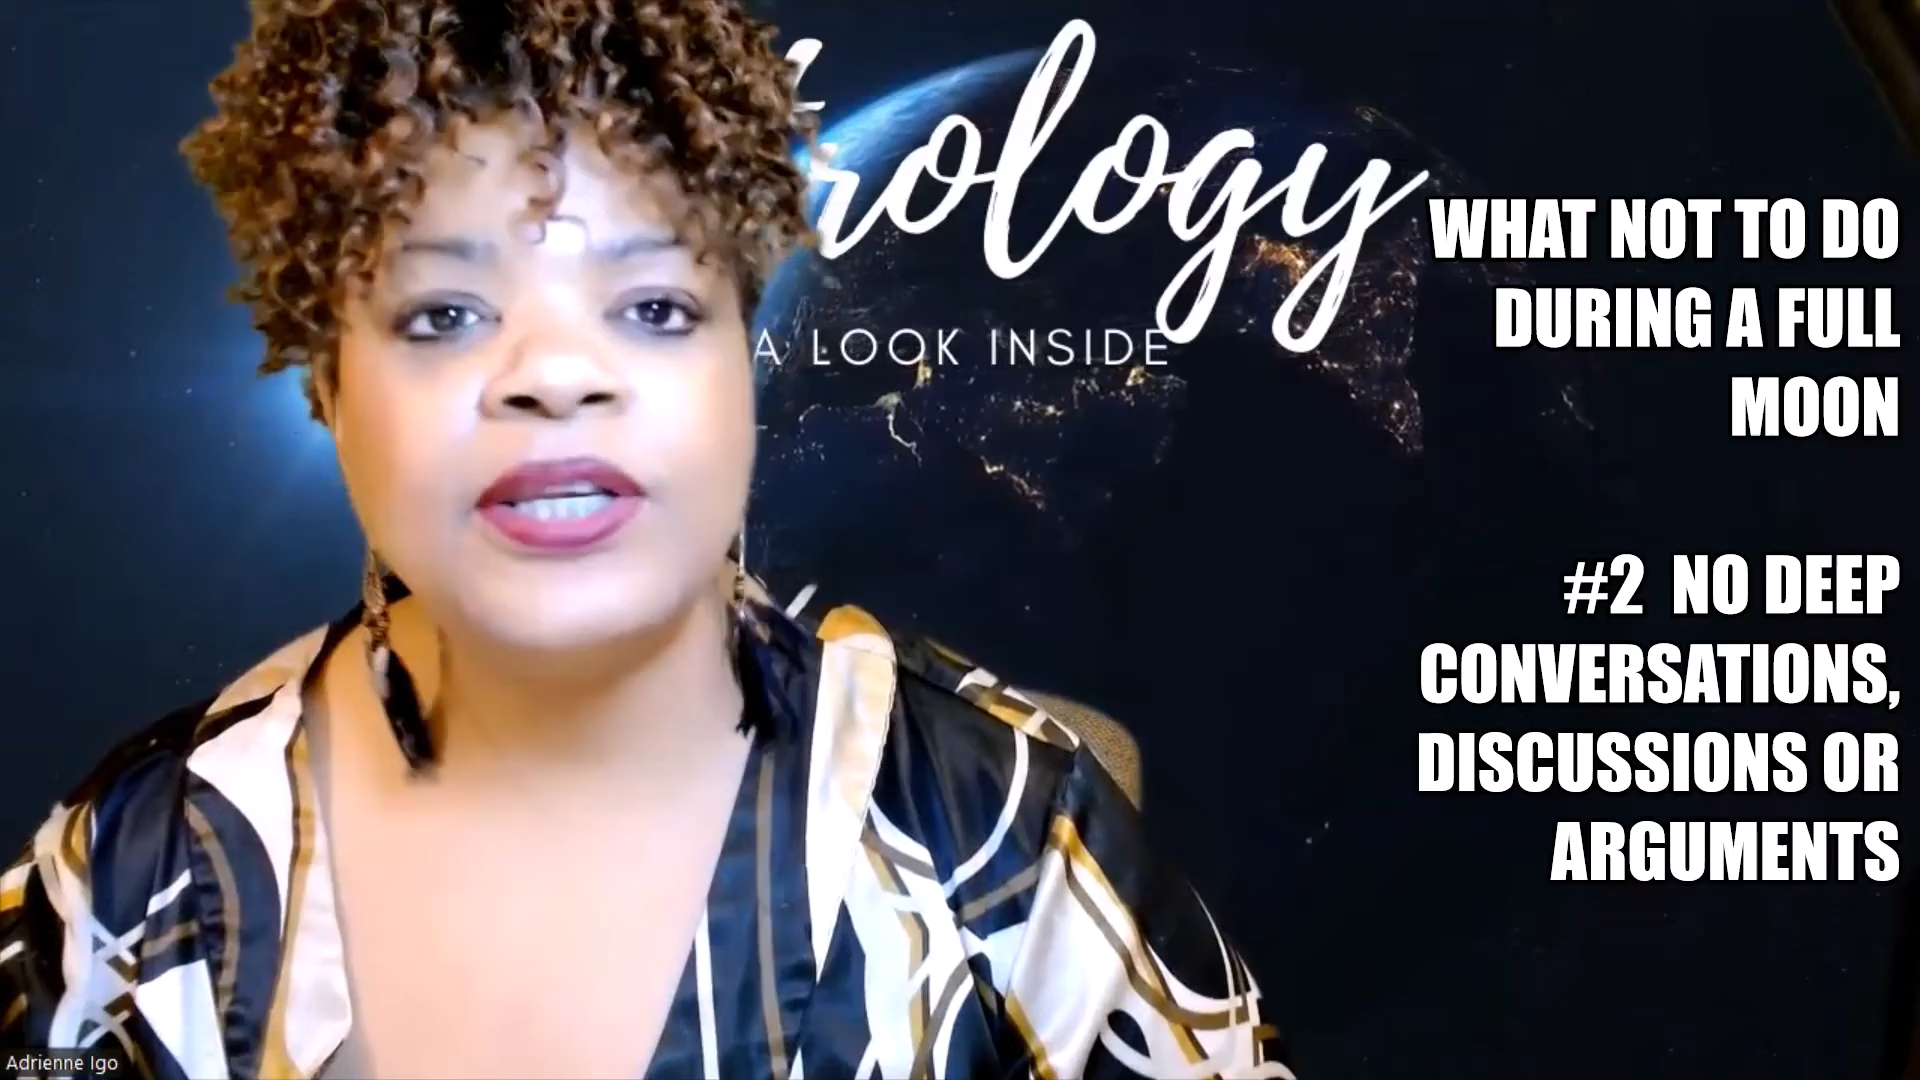 rology
A LOOK INSIDE
WHAT NOT TO DO
DURING A FULL
MOON
#2 NO DEEP
CONVERSATIONS,
DISCUSSIONS OR
ARGUMENTS
Adrienne Igo